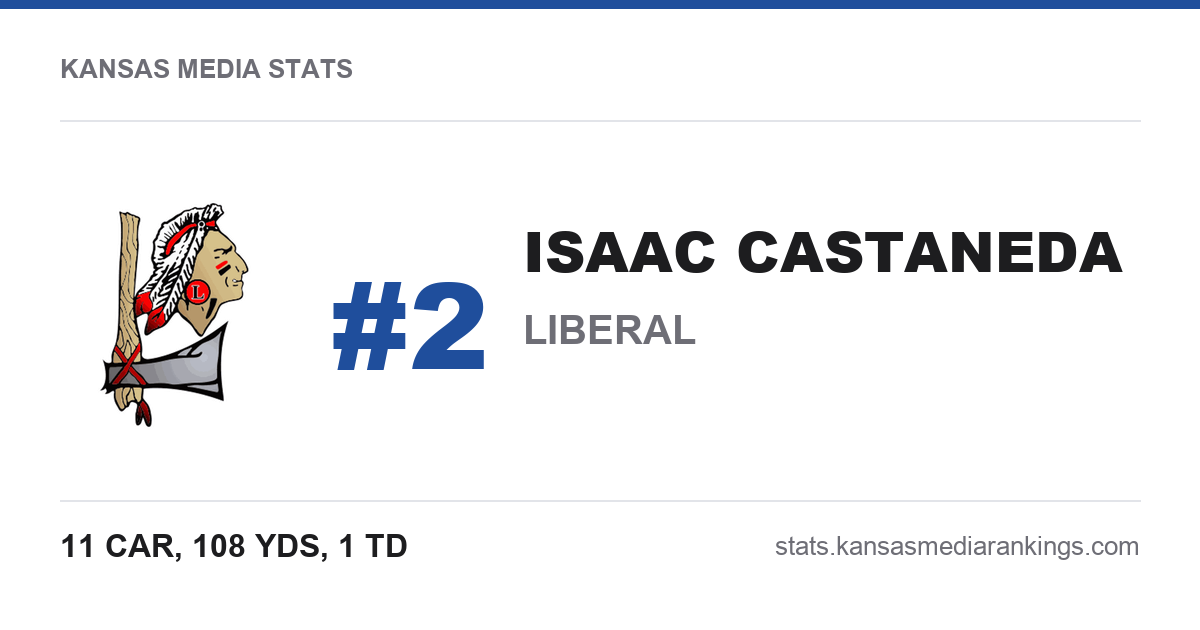 KANSAS MEDIA STATS
L
#2
ISAAC CASTANEDA
LIBERAL
11 CAR, 108 YDS, 1 TD
stats.kansasmediarankings.com